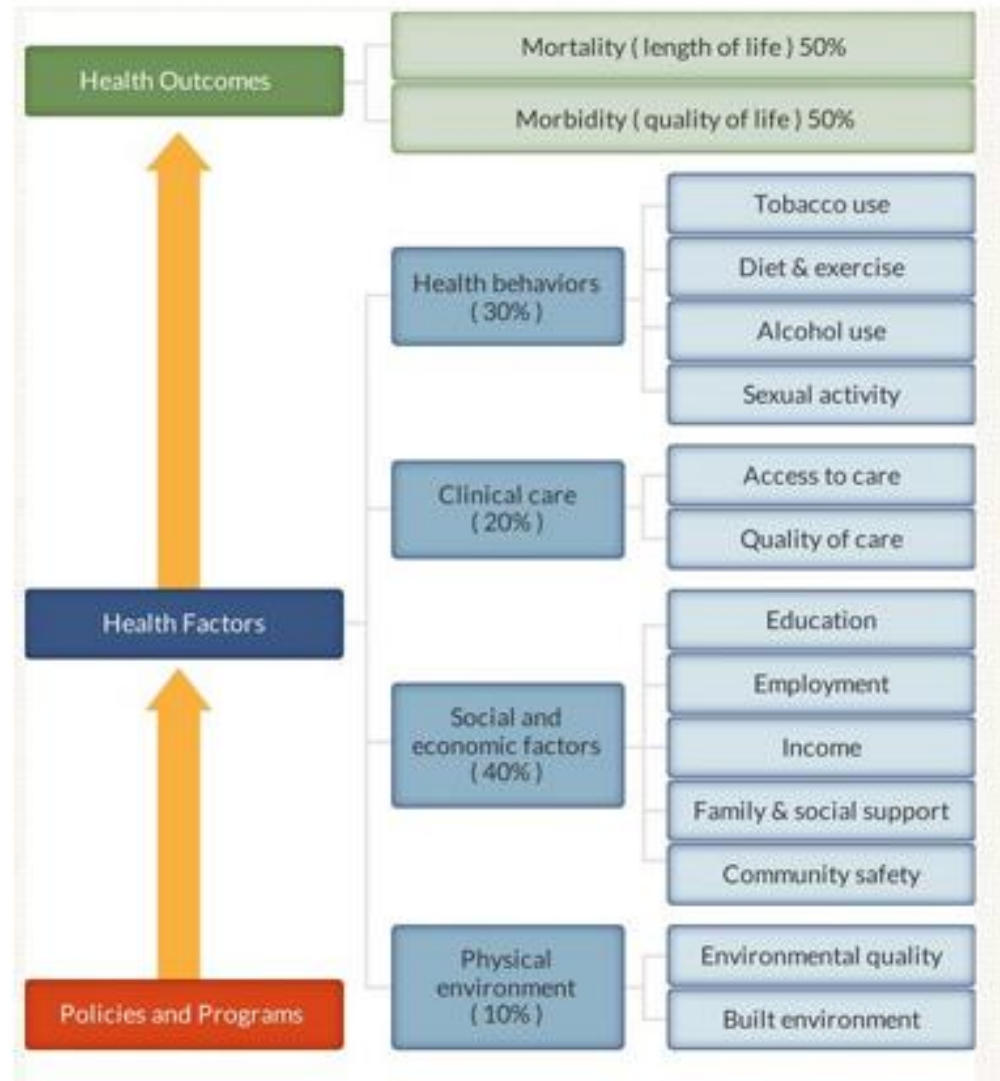 Health Outcomes
Mortality ( length of life ) 50%
Morbidity ( quality of life ) 50%
Health Factors
Health behaviors
( 30% )
Tobacco use
Diet & exercise
Alcohol use
Sexual activity
Clinical care
( 20% )
Access to care
Quality of care
Social and
economic factors
( 40% )
Education
Employment
Income
Family & social support
Community safety
Physical
environment
( 10% )
Environmental quality
Built environment
Policies and Programs